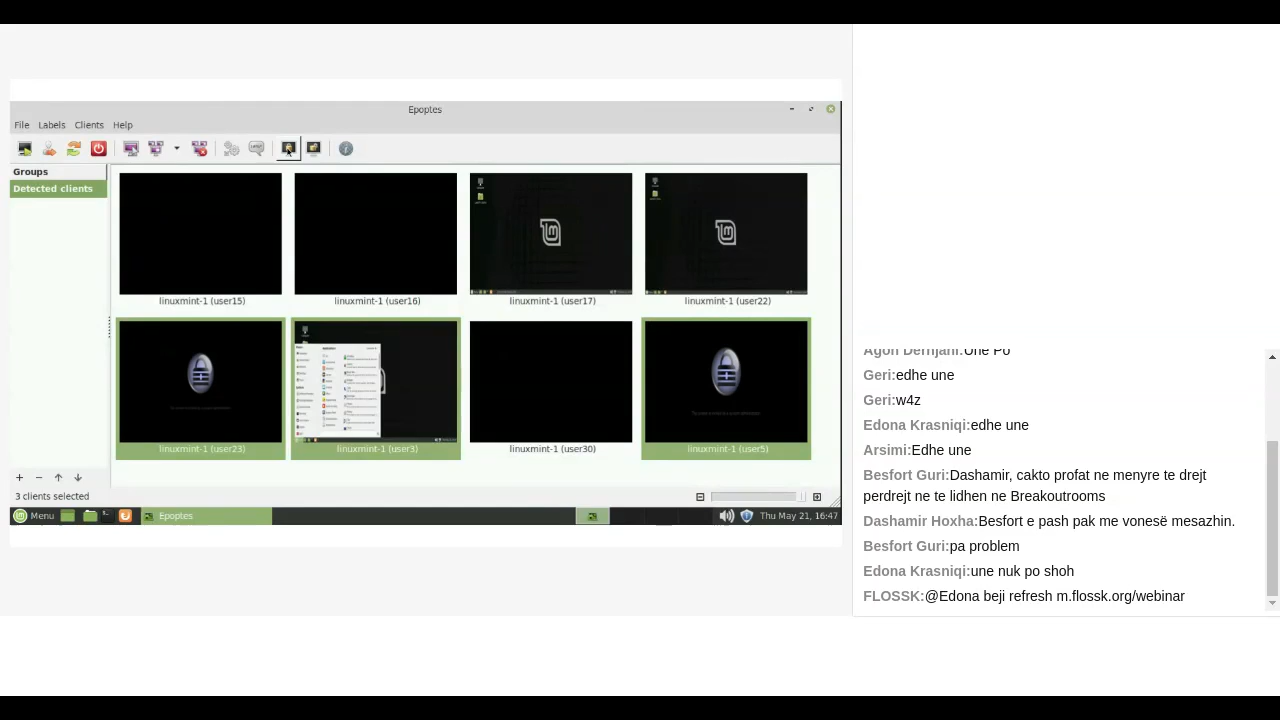 Epoptes
File Labels Clients Help
Groups
Detected clients
linuxmint-1 (user15)
linuxmint-1 (user16)
linuxmint-1 (user17)
linuxmint-1 (user22)
linuxmint-1 (user23)
linuxmint-1 (user3)
linuxmint-1 (user30)
linuxmint-1 (user5)
3 clients selected
Menu
Epoptes
Thu May 21, 16:47
Agon Dernjani:Une Po
Geri:edhe une
Geri:w4z
Edona Krasniqi:edhe une
Arsimi:Edhe une
Besfort Guri:Dashamir, cakto profat ne menyre te drejt
perdrejt ne te lidhen ne Breakoutrooms
Dashamir Hoxha:Besfort e pash pak me vonesë mesazhin.
Besfort Guri:pa problem
Edona Krasniqi:une nuk po shoh
FLOSSK:@Edona beji refresh m.flossk.org/webinar